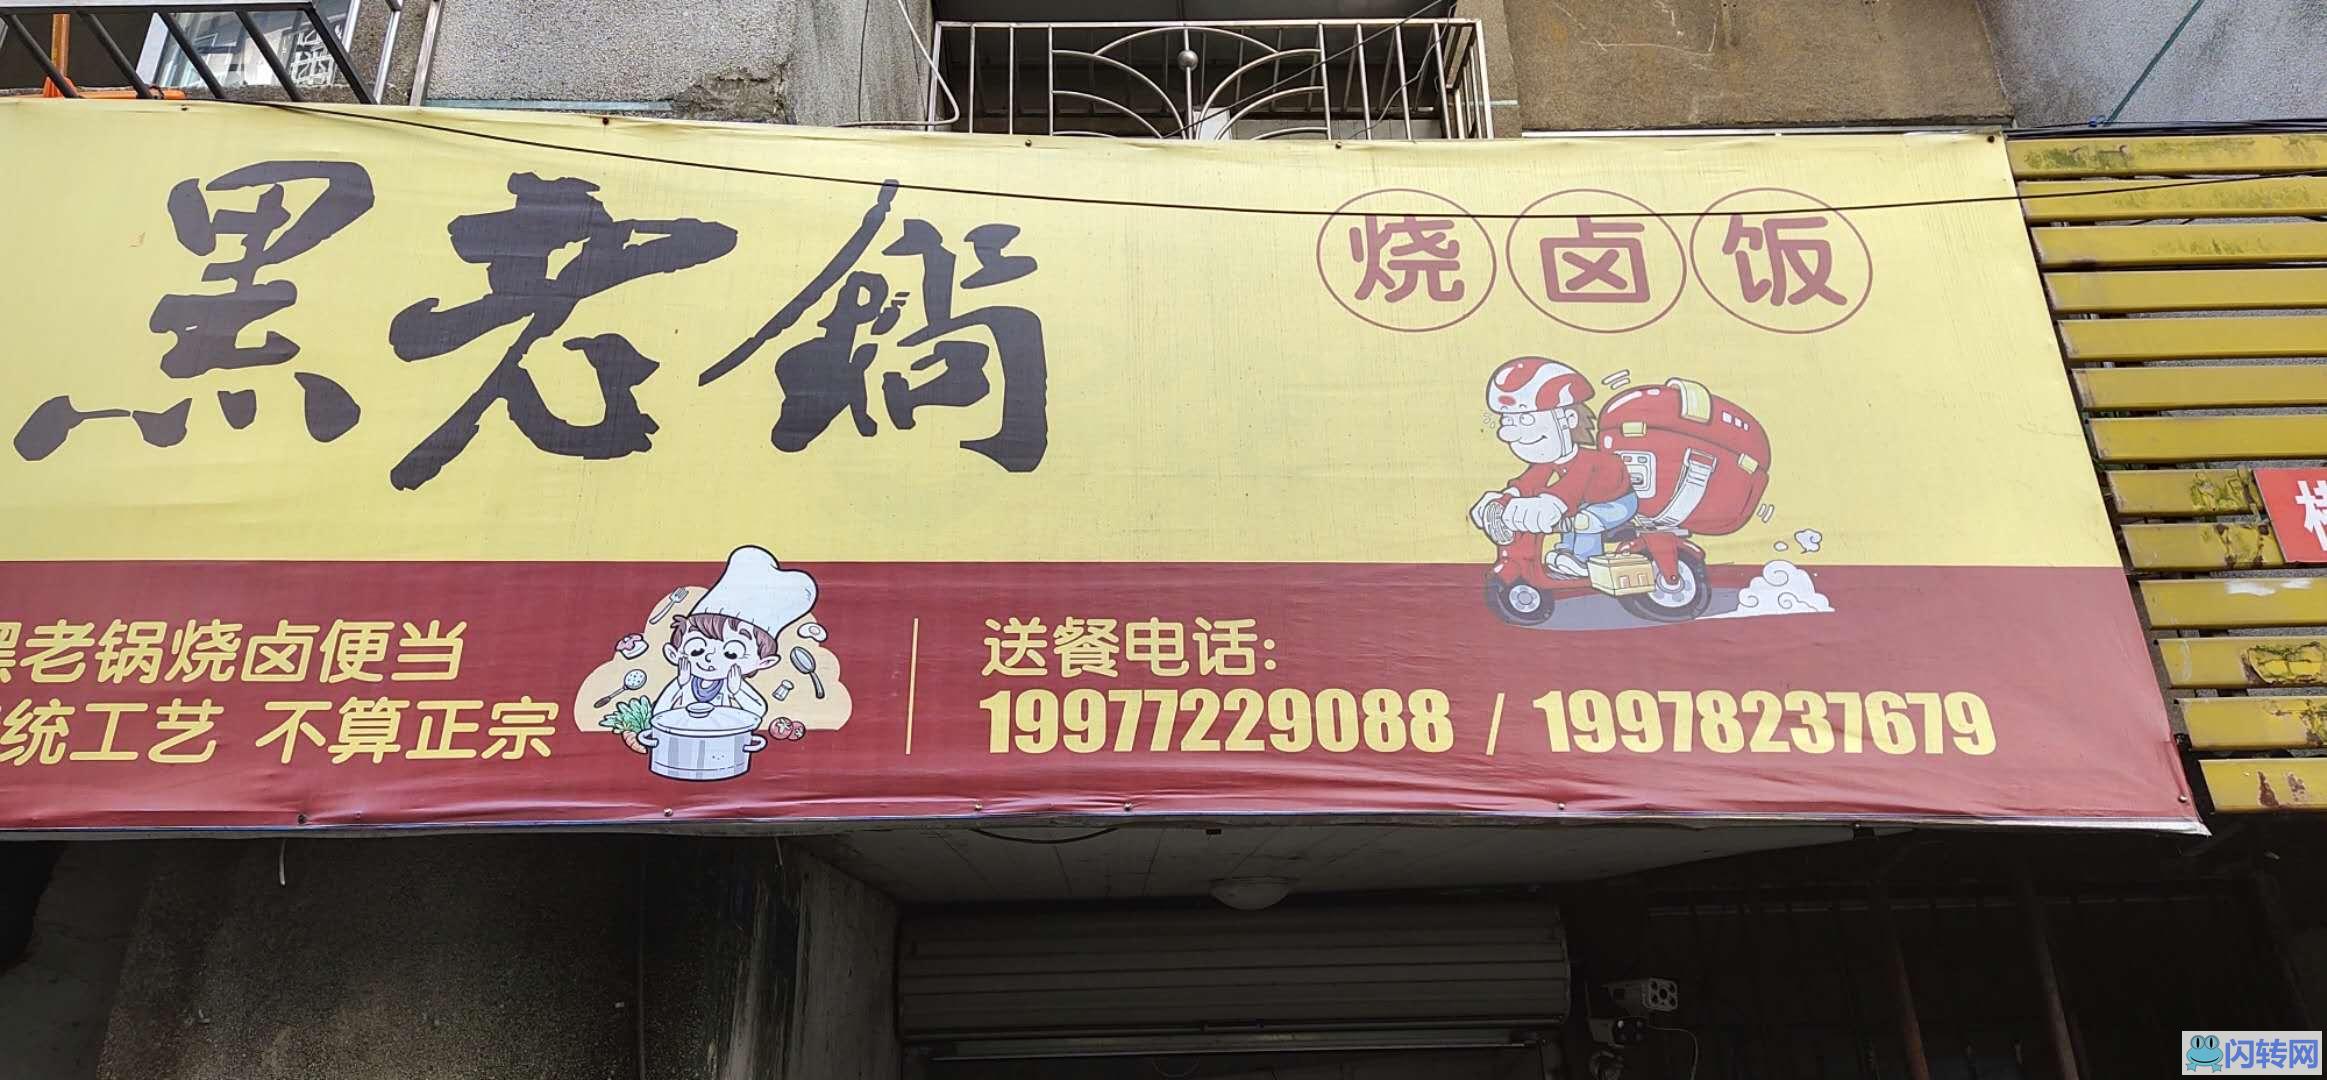 黑老鍋
烧卤饭
黑老锅烧卤便当
统工艺 不算正宗
送餐电话:
19977229088 / 19978237679
闪转网